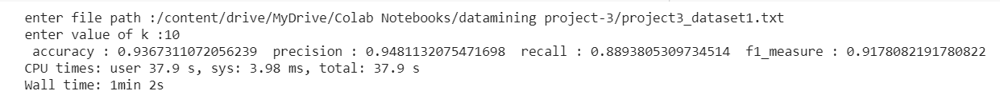 enter file path :/content/drive/MyDrive/Colab Notebooks/datamining project-3/project3_dataset1.txt
enter value of k :10
accuracy : 0.9367311072056239  precision : 0.9481132075471698  recall : 0.8893805309734514  f1_measure : 0.9178082191780822
CPU times: user 37.9 s, sys: 3.98 ms, total: 37.9 s
Wall time: 1min 2s